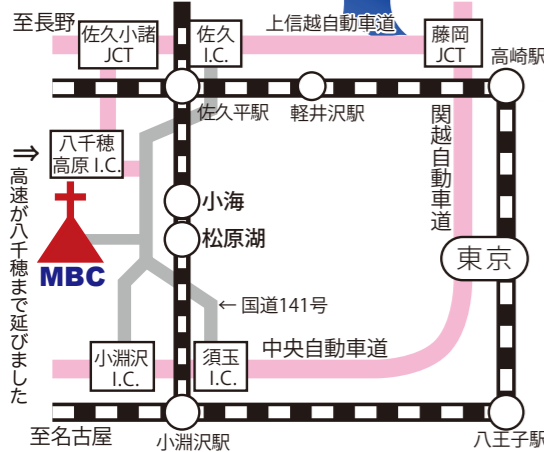 至長野
佐久小諸
JCT
佐久
I.C.
上信越自動車道
藤岡
JCT
高崎駅
佐久平駅
軽井沢駅
関越自動車道
八千穂
高原 I.C.
⇒高速が八千穂まで延びました
小海
松原湖
MBC
東京
← 国道141号
小淵沢
I.C.
須玉
I.C.
中央自動車道
至名古屋
小淵沢駅
八王子駅